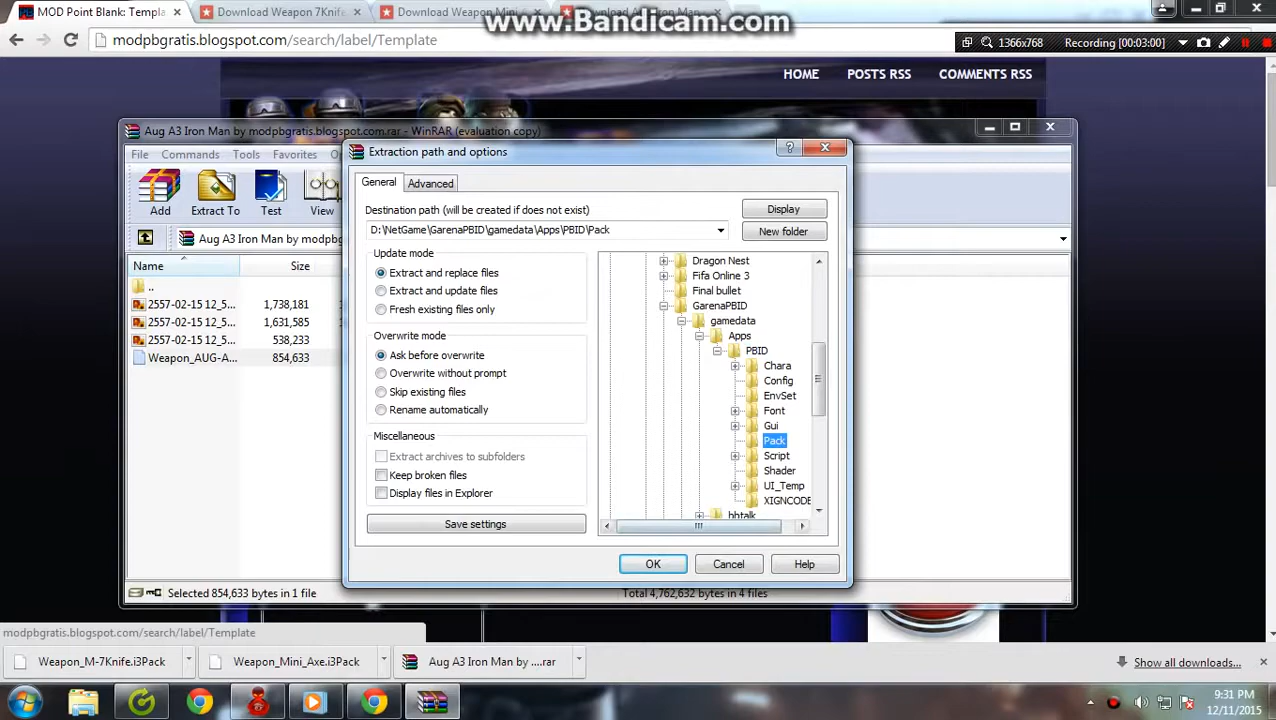 MOD Point Blank: Templa
Download Weapon 7Knife.
Download Weapon Mini
www.Bandicam.com
modpbgratis.blogspot.com/search/label/Template
1366x768
Recording [00:03:00]
HOME
POSTS RSS
COMMENTS RSS
Aug A3 Iron Man by modpbgratis.blogspot.com.rar - WinRAR (evaluation copy)
File Commands Tools Favorites O
Extraction path and options
General
Advanced
Add
Extract To
Test
View
Destination path (will be created if does not exist)
D:\NetGame\GarenaPBID\gamedata\Apps\PBID\Pack
Display
New folder
Aug A3 Iron Man by modpbg
Name
Size
..
2557-02-15 12_5... 1,738,181
2557-02-15 12_5... 1,631,585
2557-02-15 12_5... 538,233
Weapon_AUG-A... 854,633
Update mode
Extract and replace files
Extract and update files
Fresh existing files only
Overwrite mode
Ask before overwrite
Overwrite without prompt
Skip existing files
Rename automatically
Miscellaneous
Extract archives to subfolders
Keep broken files
Display files in Explorer
Save settings
Dragon Nest
Fifa Online 3
Final bullet
GarenaPBID
gamedata
Apps
PBID
Chara
Config
EnvSet
Font
Gui
Pack
Script
Shader
UI_Temp
XIGNCODE
bbtalk
OK
Cancel
Help
Selected 854,633 bytes in 1 file
Total 4,762,632 bytes in 4 files
modpbgratis.blogspot.com/search/label/Template
Weapon_M-7Knife.i3Pack
Weapon_Mini_Axe.i3Pack
Aug A3 Iron Man by ....rar
Show all downloads...
9:31 PM
12/11/2015